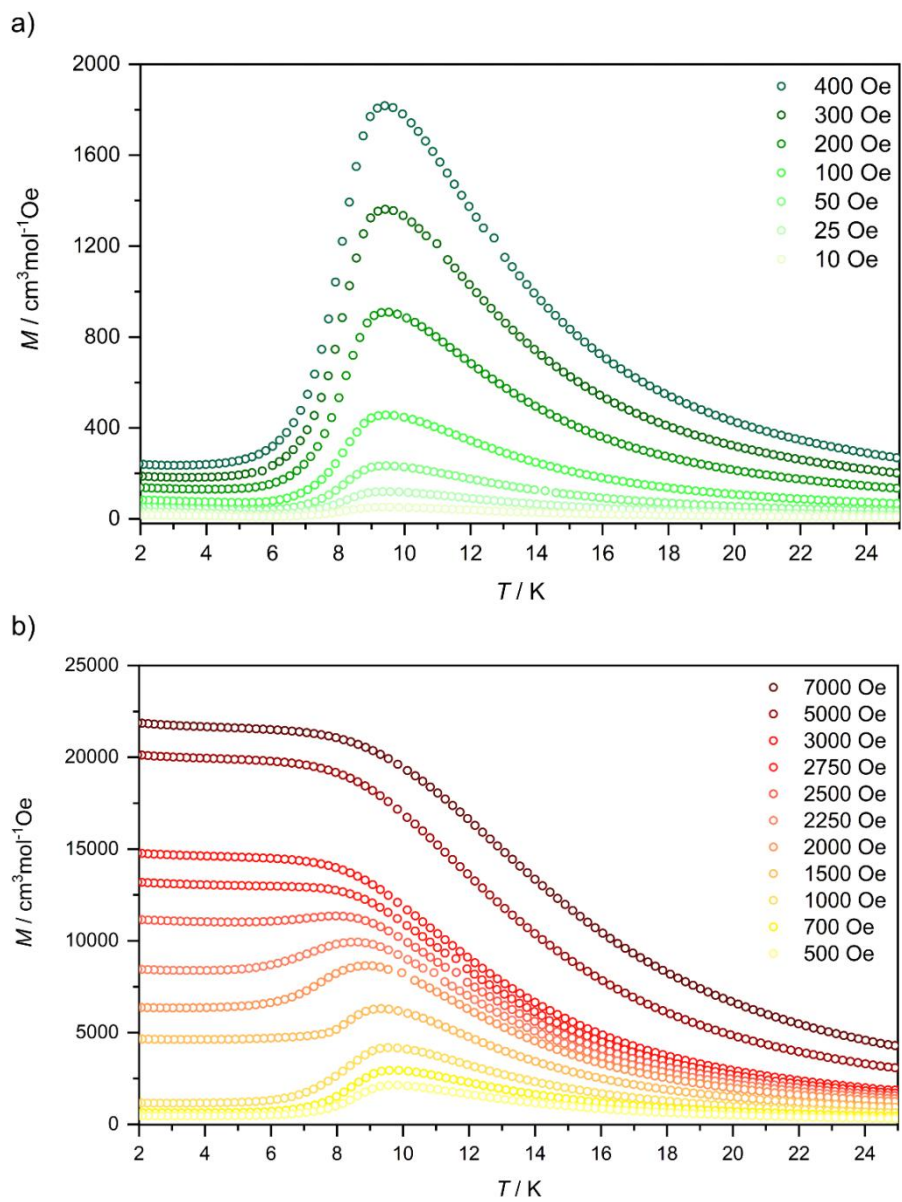 a)
2000
1600
1200
800
400
0
M / cm³mol⁻¹Oe
400 Oe
300 Oe
200 Oe
100 Oe
50 Oe
25 Oe
10 Oe
2 4 6 8 10 12 14 16 18 20 22 24
T / K
b)
25000
20000
15000
10000
5000
0
M / cm³mol⁻¹Oe
7000 Oe
5000 Oe
3000 Oe
2750 Oe
2500 Oe
2250 Oe
2000 Oe
1500 Oe
1000 Oe
700 Oe
500 Oe
2 4 6 8 10 12 14 16 18 20 22 24
T / K